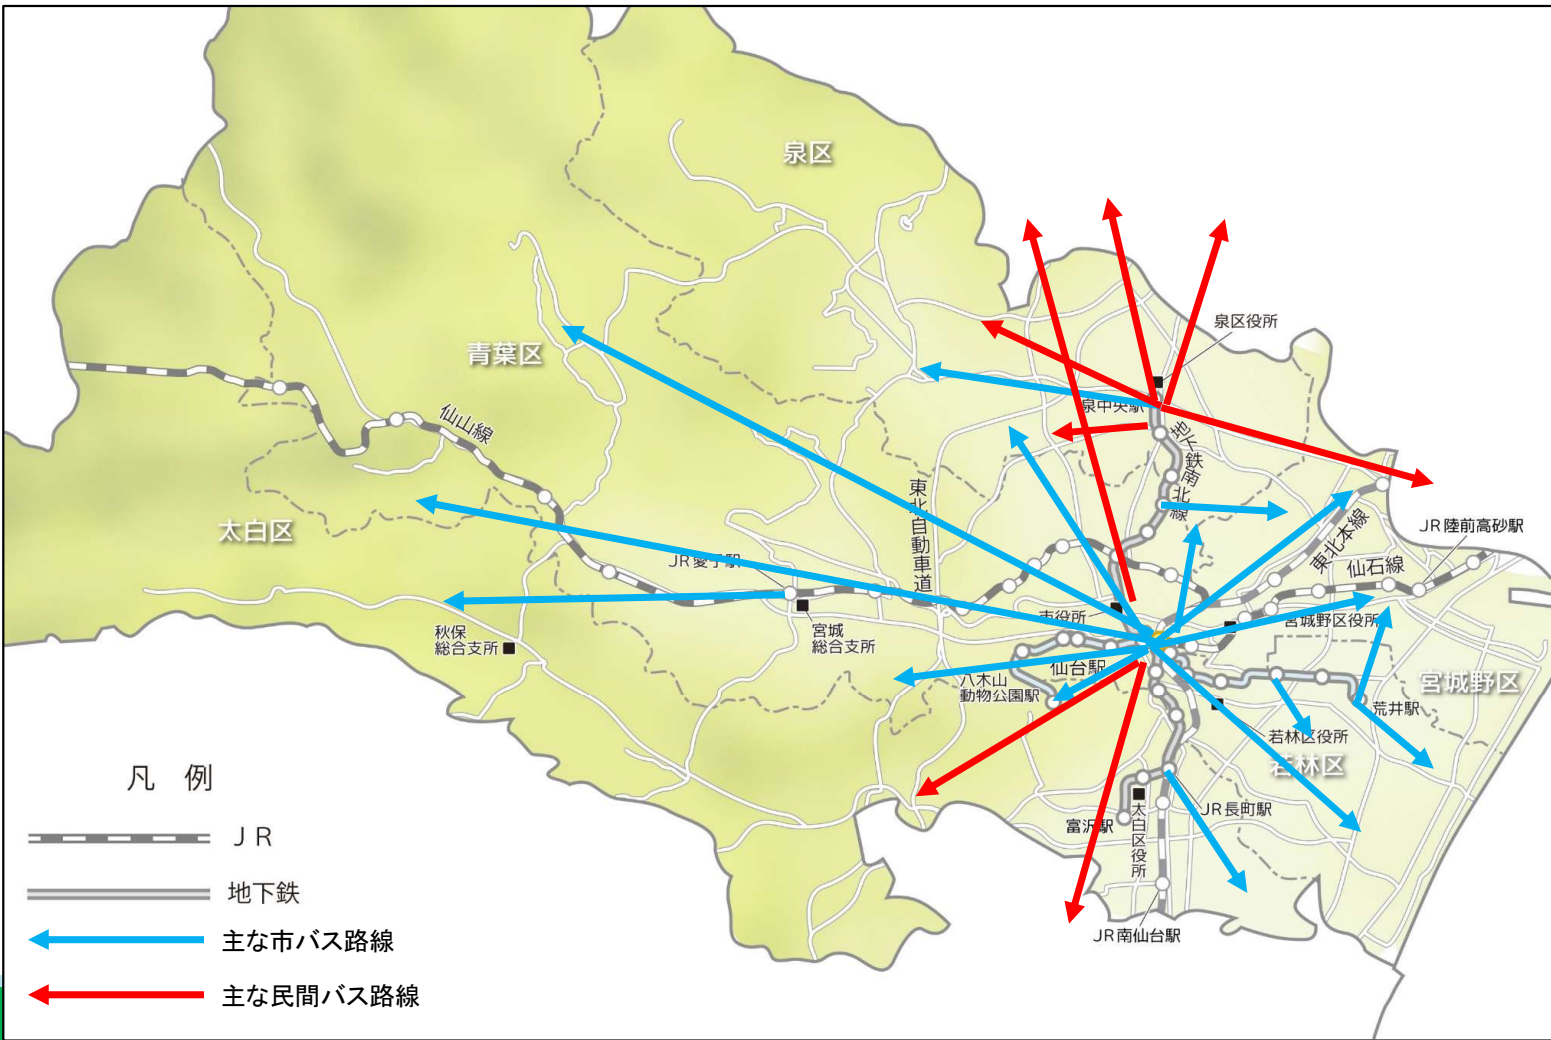 泉区
泉区役所
青葉区
泉中央駅
仙山線
地下鉄南北線
東北自動車道
太白区
東北本線
JR陸前高砂駅
JR愛子駅
仙石線
市役所
宮城野区役所
秋保
総合支所
宮城
総合支所
仙台駅
八木山
動物公園駅
宮城野区
荒井駅
若林区役所
若林区
凡 例
JR
JR長町駅
富沢駅
太白区役所
地下鉄
主な市バス路線
JR南仙台駅
主な民間バス路線